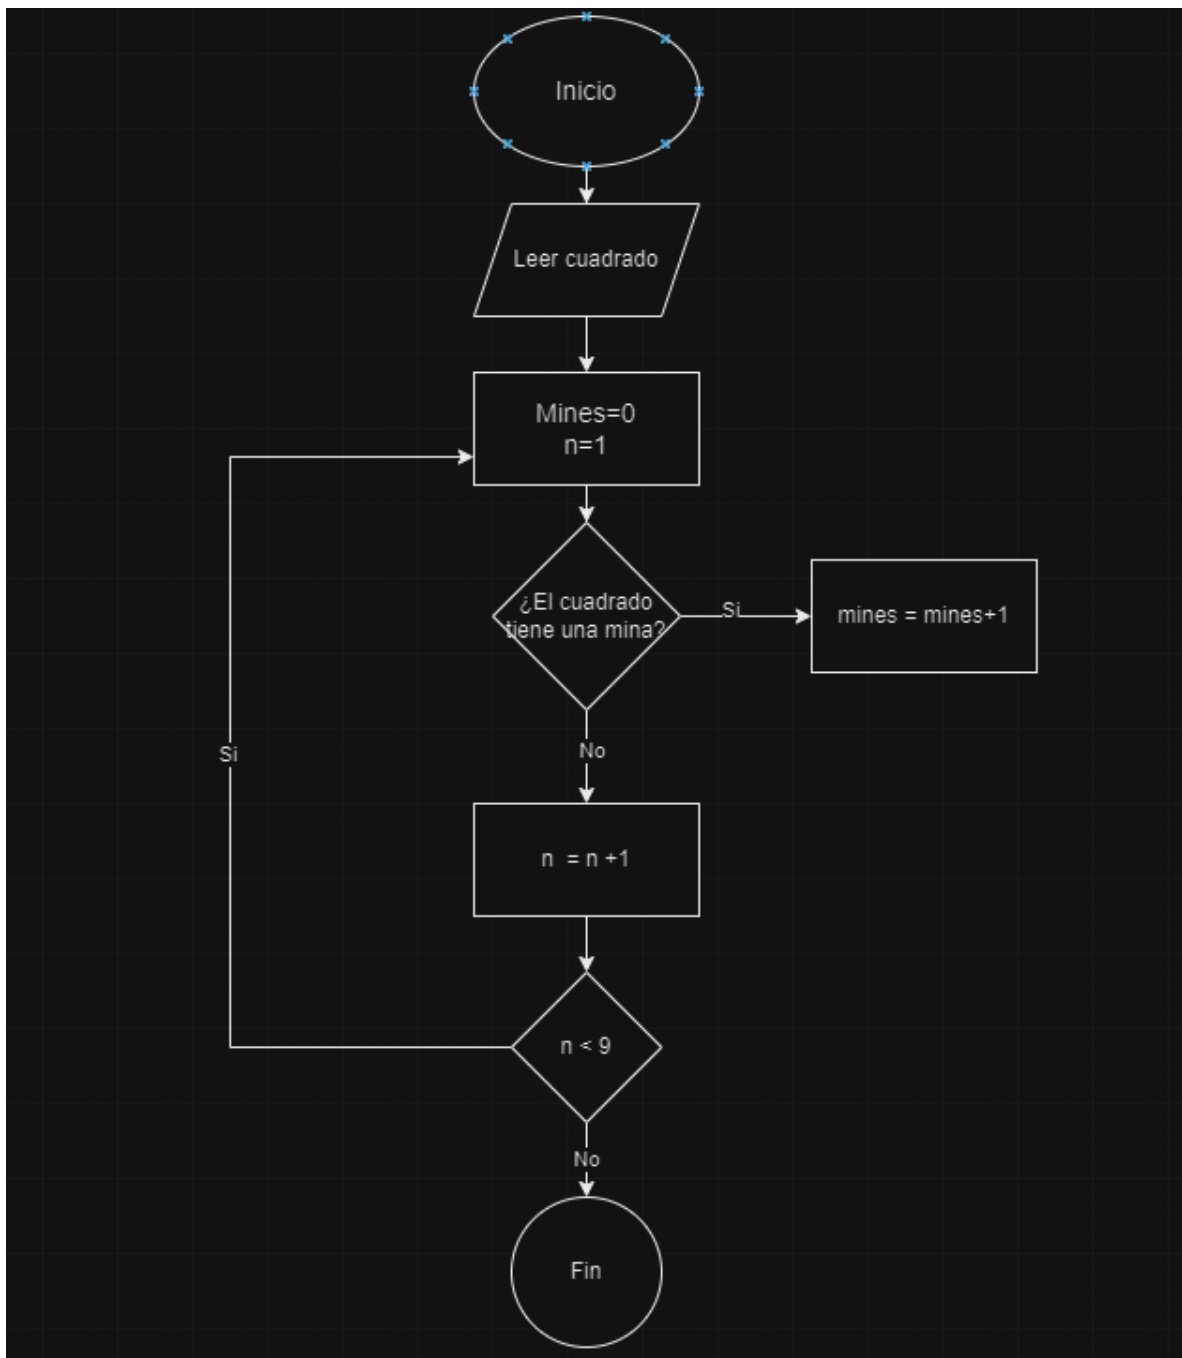 Inicio
Leer cuadrado
Mines=0
n=1
¿El cuadrado
tiene una mina?
Si
mines = mines+1
Si
No
n  = n +1
n < 9
No
Fin